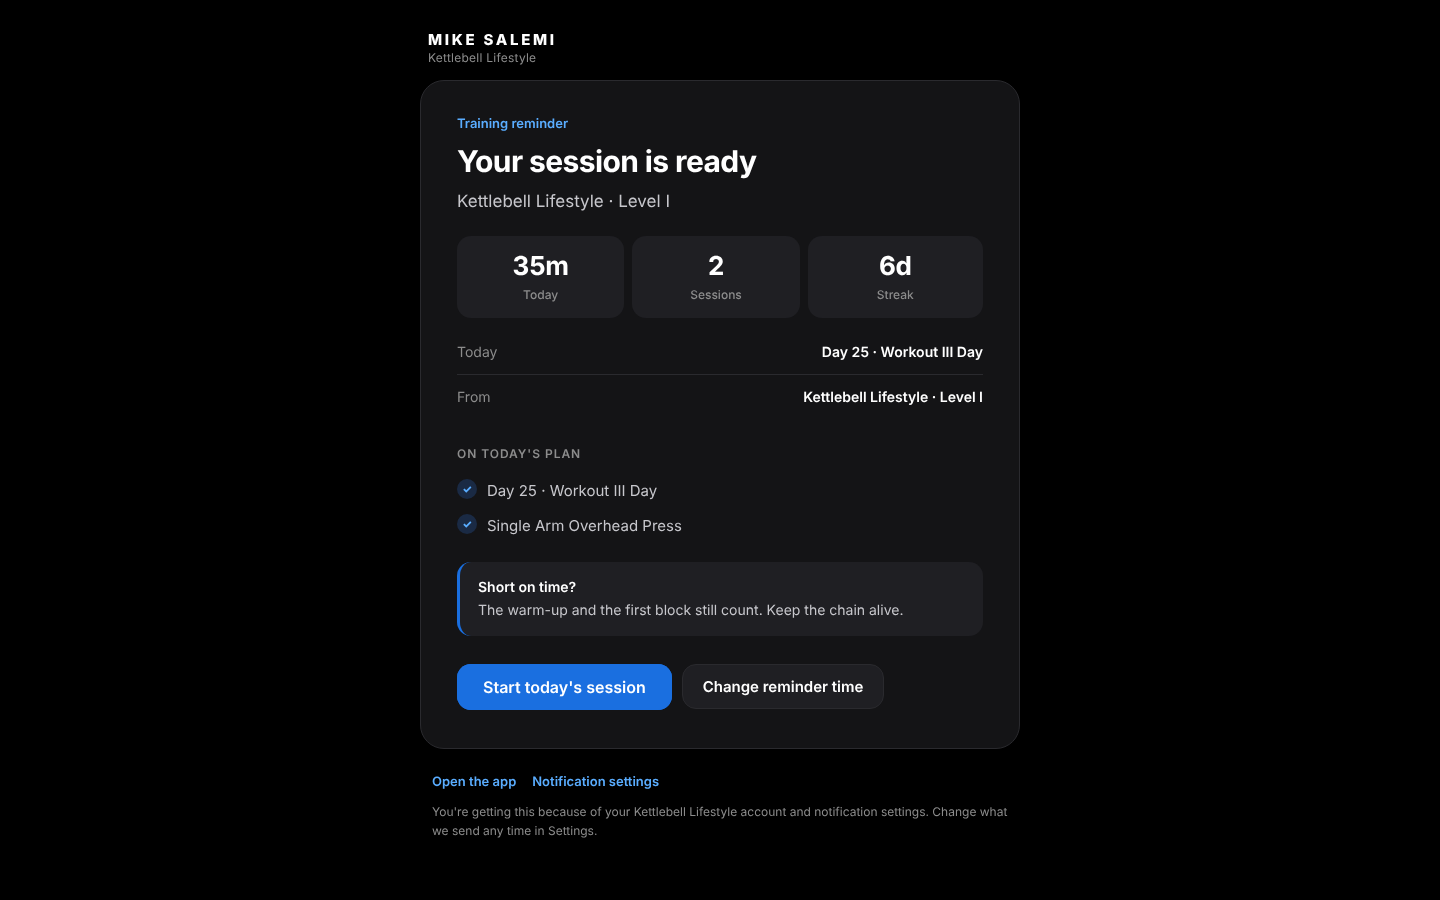 MIKE SALEMI
Kettlebell Lifestyle
Training reminder
Your session is ready
Kettlebell Lifestyle · Level I
35m
Today
2
Sessions
6d
Streak
Today
Day 25 · Workout III Day
From
Kettlebell Lifestyle · Level I
ON TODAY'S PLAN
Day 25 · Workout III Day
Single Arm Overhead Press
Short on time?
The warm-up and the first block still count. Keep the chain alive.
Start today's session
Change reminder time
Open the app
Notification settings
You're getting this because of your Kettlebell Lifestyle account and notification settings. Change what
we send any time in Settings.